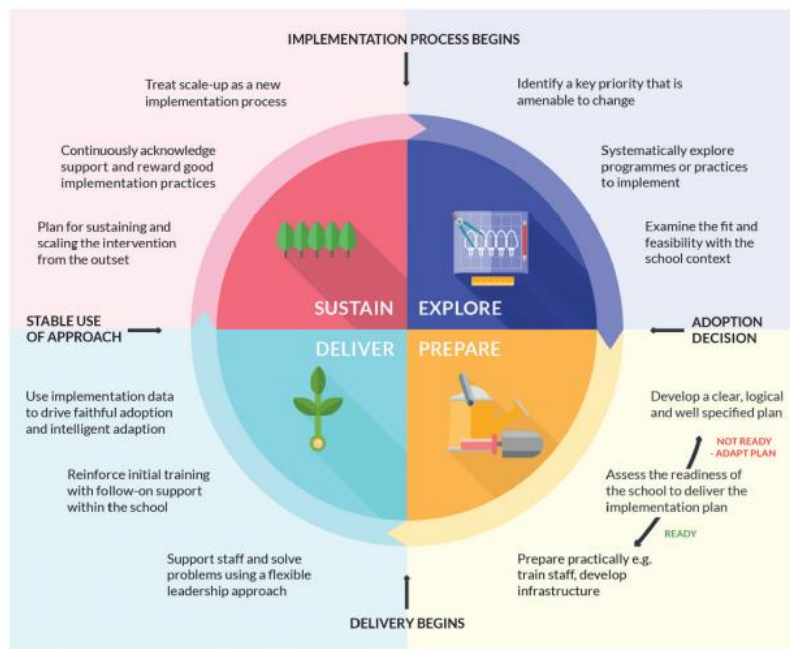 IMPLEMENTATION PROCESS BEGINS
Treat scale-up as a new
implementation process
Continuously acknowledge
support and reward good
implementation practices
Plan for sustaining and
scaling the intervention
from the outset
Identify a key priority that is
amenable to change
Systematically explore
programmes or practices
to implement
Examine the fit and
feasibility with the
school context
SUSTAIN
EXPLORE
STABLE USE
OF APPROACH
ADOPTION
DECISION
DELIVER
PREPARE
Use implementation data
to drive faithful adoption
and intelligent adaption
Reinforce initial training
with follow-on support
within the school
Support staff and solve
problems using a flexible
leadership approach
Develop a clear, logical
and well specified plan
NOT READY
- ADAPT PLAN
Assess the readiness of
the school to deliver the
implementation plan
READY
Prepare practically e.g.
train staff, develop
infrastructure
DELIVERY BEGINS